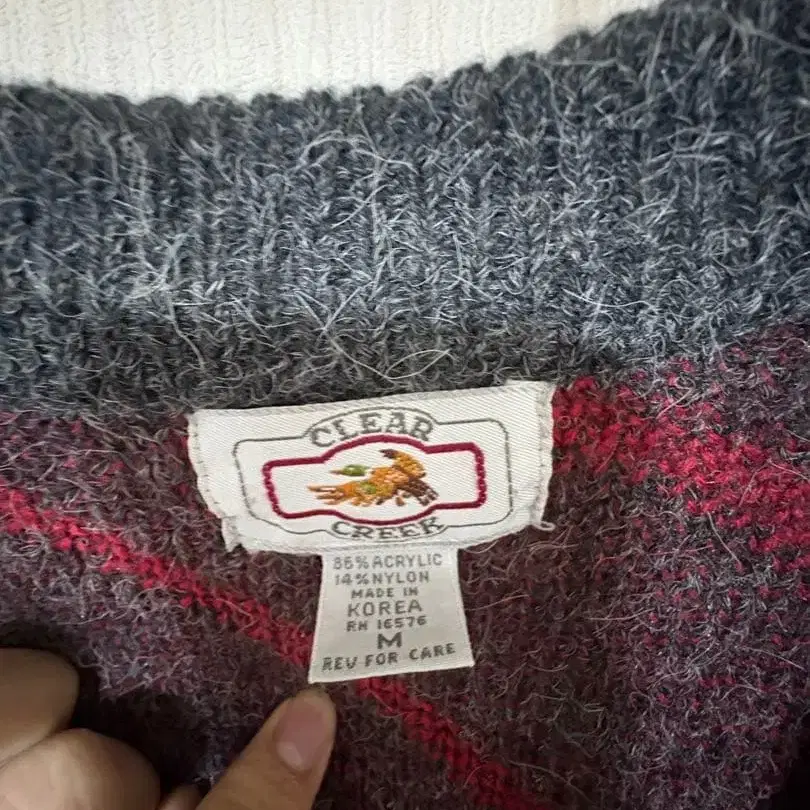 CLEAR
CREEK
86% ACRYLIC
14% NYLON
MADE IN
KOREA
RN 16576
M
REV FOR CARE